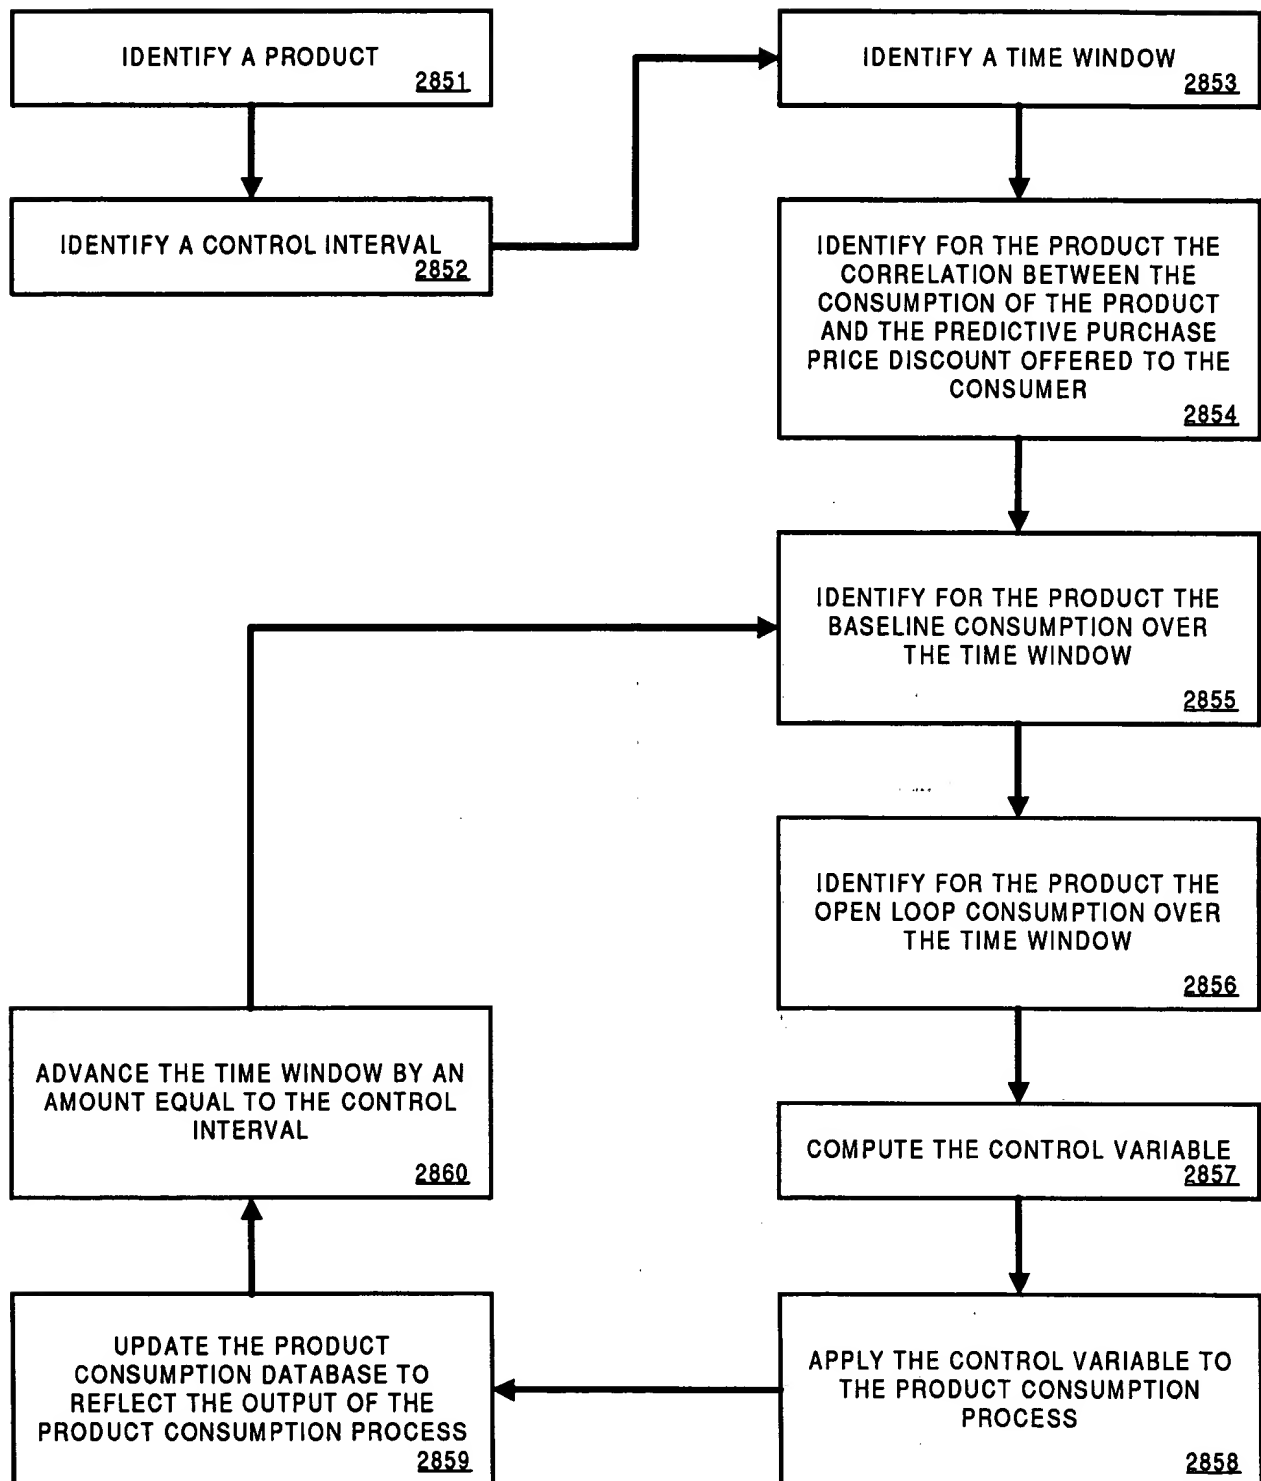 IDENTIFY A PRODUCT
2851
IDENTIFY A CONTROL INTERVAL
2852
IDENTIFY A TIME WINDOW
2853
IDENTIFY FOR THE PRODUCT THE
CORRELATION BETWEEN THE
CONSUMPTION OF THE PRODUCT
AND THE PREDICTIVE PURCHASE
PRICE DISCOUNT OFFERED TO THE
CONSUMER
2854
IDENTIFY FOR THE PRODUCT THE
BASELINE CONSUMPTION OVER
THE TIME WINDOW
2855
IDENTIFY FOR THE PRODUCT THE
OPEN LOOP CONSUMPTION OVER
THE TIME WINDOW
2856
COMPUTE THE CONTROL VARIABLE
2857
APPLY THE CONTROL VARIABLE TO
THE PRODUCT CONSUMPTION
PROCESS
2858
UPDATE THE PRODUCT
CONSUMPTION DATABASE TO
REFLECT THE OUTPUT OF THE
PRODUCT CONSUMPTION PROCESS
2859
ADVANCE THE TIME WINDOW BY AN
AMOUNT EQUAL TO THE CONTROL
INTERVAL
2860